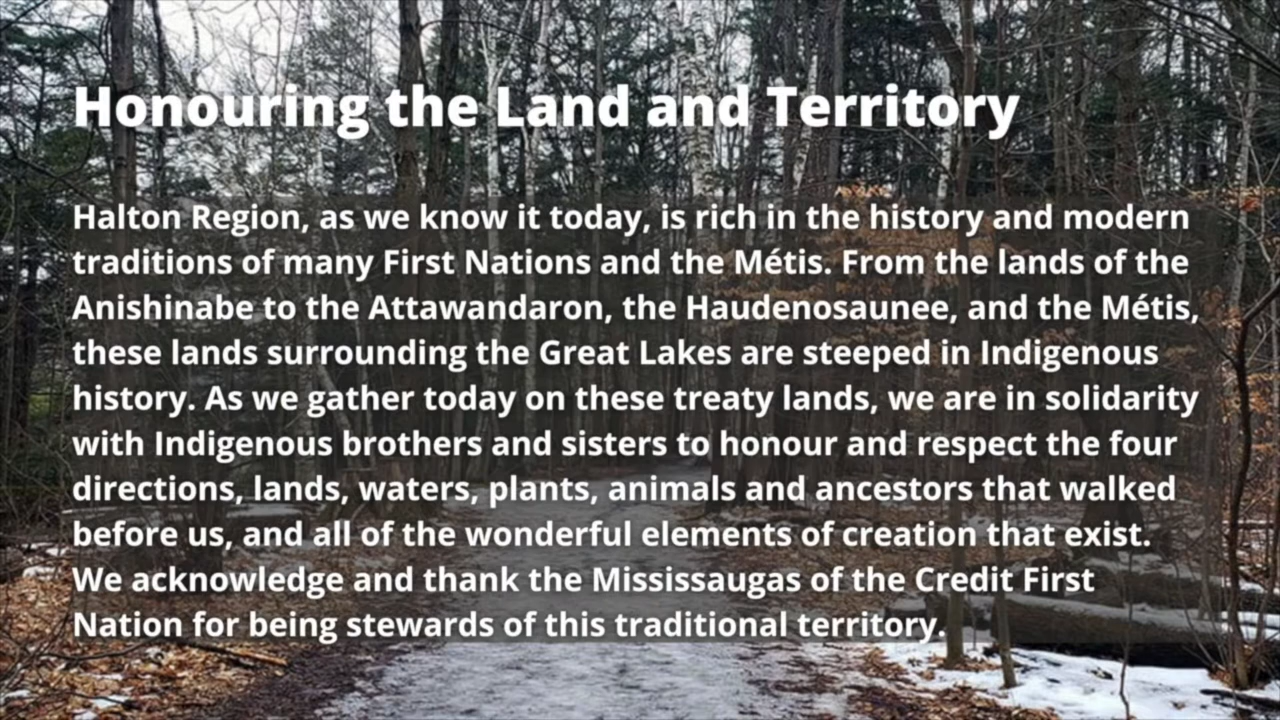 Honouring the Land and Territory
Halton Region, as we know it today, is rich in the history and modern
traditions of many First Nations and the Métis. From the lands of the
Anishinabe to the Attawandaron, the Haudenosaunee, and the Métis,
these lands surrounding the Great Lakes are steeped in Indigenous
history. As we gather today on these treaty lands, we are in solidarity
with Indigenous brothers and sisters to honour and respect the four
directions, lands, waters, plants, animals and ancestors that walked
before us, and all of the wonderful elements of creation that exist.
We acknowledge and thank the Mississaugas of the Credit First
Nation for being stewards of this traditional territory.